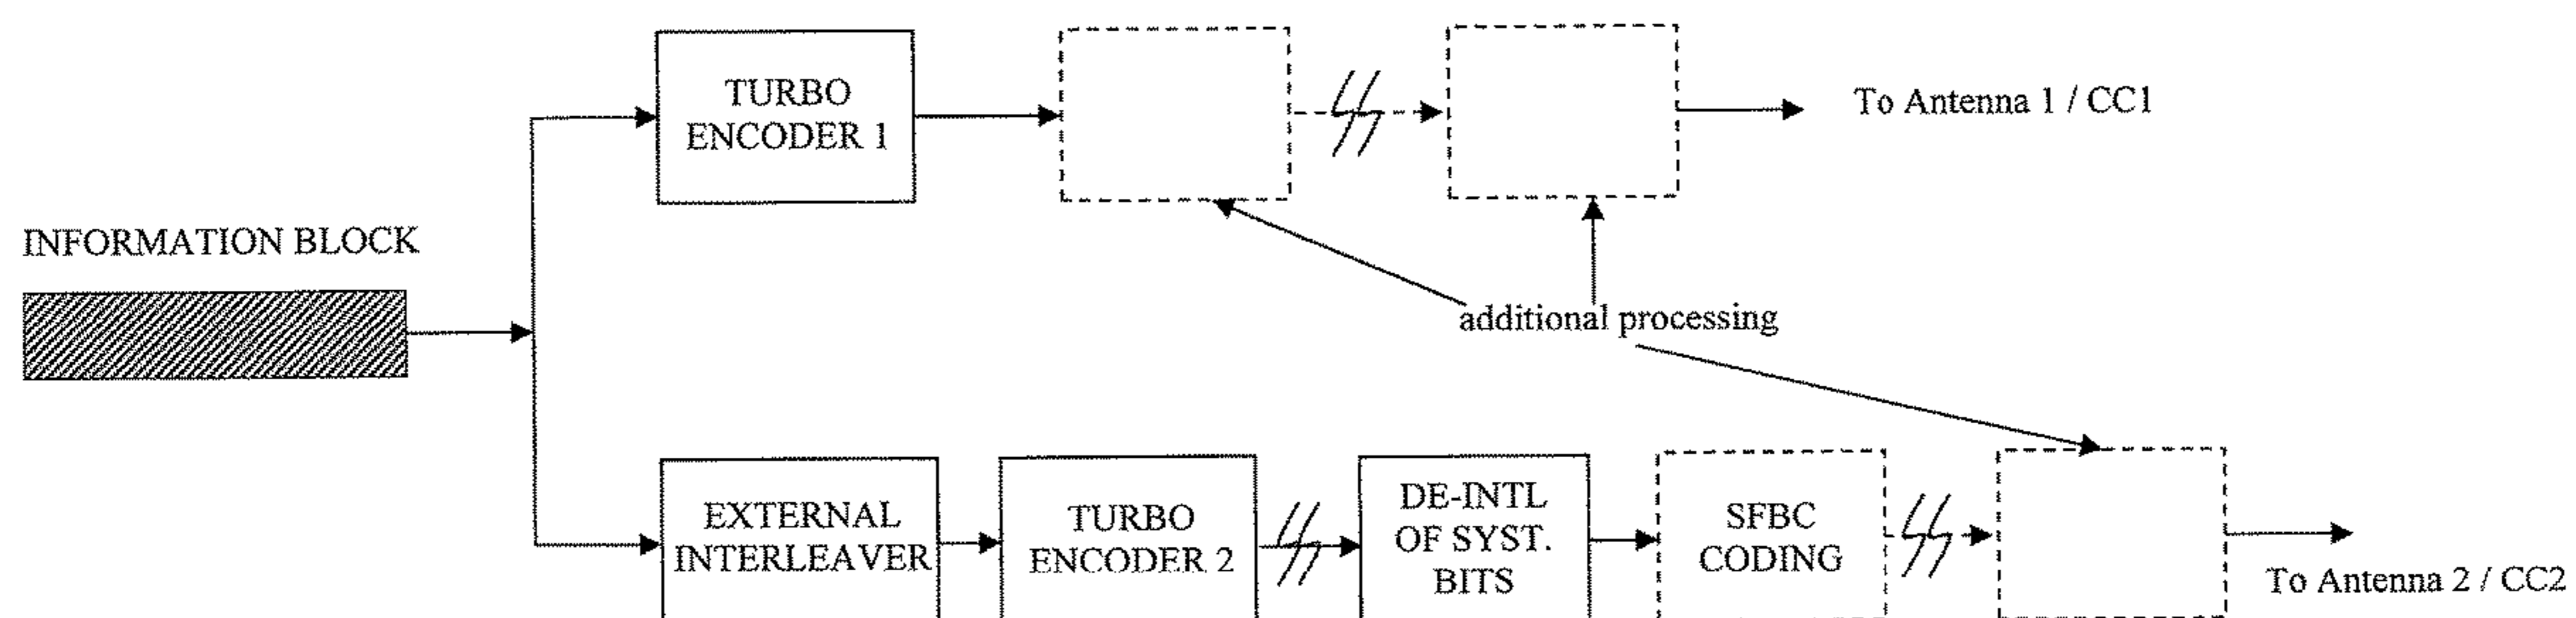 TURBO
ENCODER 1
To Antenna 1 / CC1
INFORMATION BLOCK
additional processing
EXTERNAL
INTERLEAVER
TURBO
ENCODER 2
DE-INTL
OF SYST.
BITS
SFBC
CODING
To Antenna 2 / CC2